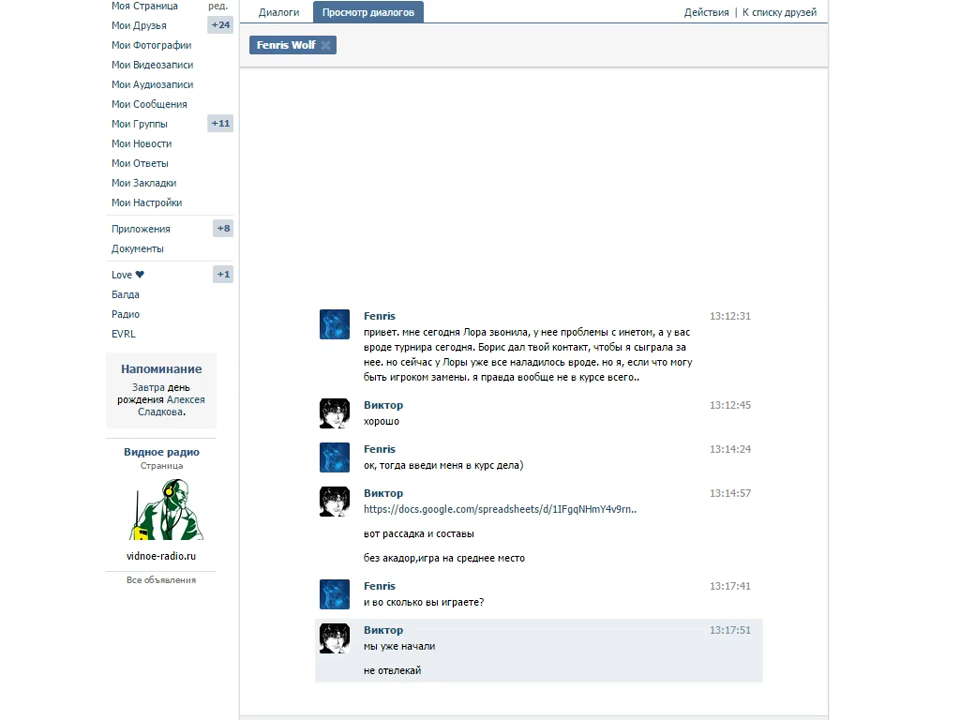 Моя Страница ред.
Мои Друзья +24
Мои Фотографии
Мои Видеозаписи
Мои Аудиозаписи
Мои Сообщения
Мои Группы +11
Мои Новости
Мои Ответы
Мои Закладки
Мои Настройки
Приложения +8
Документы
Love ♥ +1
Балда
Радио
EVRL
Напоминание
Завтра день
рождения Алексея
Сладкова.
Видное радио
Страница
vidnoe-radio.ru
Все объявления
Диалоги Просмотр диалогов Действия | К списку друзей
Fenris Wolf
Fenris 13:12:31
привет. мне сегодня Лора звонила, у нее проблемы с инетом, а у вас
вроде турнира сегодня. Борис дал твой контакт, чтобы я сыграла за
нее. но сейчас у Лоры уже все наладилось вроде. но я, если что могу
быть игроком замены. я правда вообще не в курсе всего..
Виктор 13:12:45
хорошо
Fenris 13:14:24
ок, тогда введи меня в курс дела)
Виктор 13:14:57
https://docs.google.com/spreadsheets/d/1IFgqNHmY4v9rn..
вот рассадка и составы
без акадор,игра на среднее место
Fenris 13:17:41
и во сколько вы играете?
Виктор 13:17:51
мы уже начали
не отвлекай